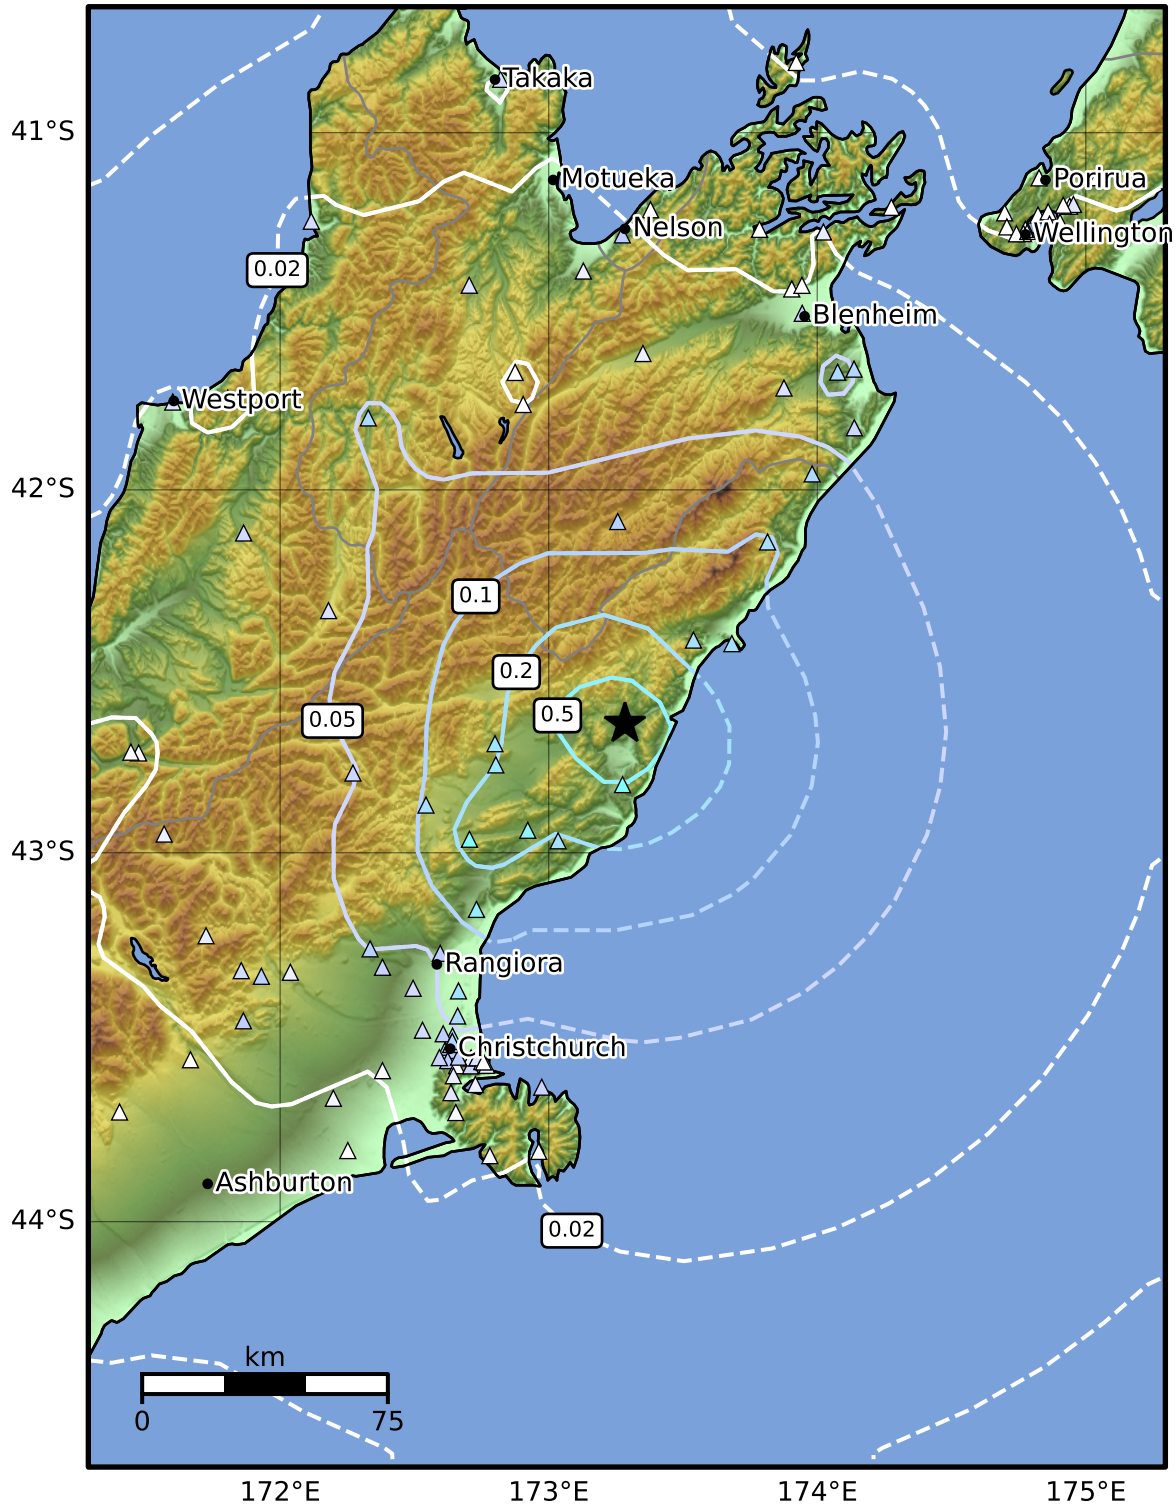 Takaka
41°S
Motueka
Porirua
Nelson
Wellington
0.02
Blenheim
Westport
42°S
0.1
0.2
0.5
0.05
43°S
Rangiora
Christchurch
Ashburton
44°S
0.02
km
0
75
172°E
173°E
174°E
175°E